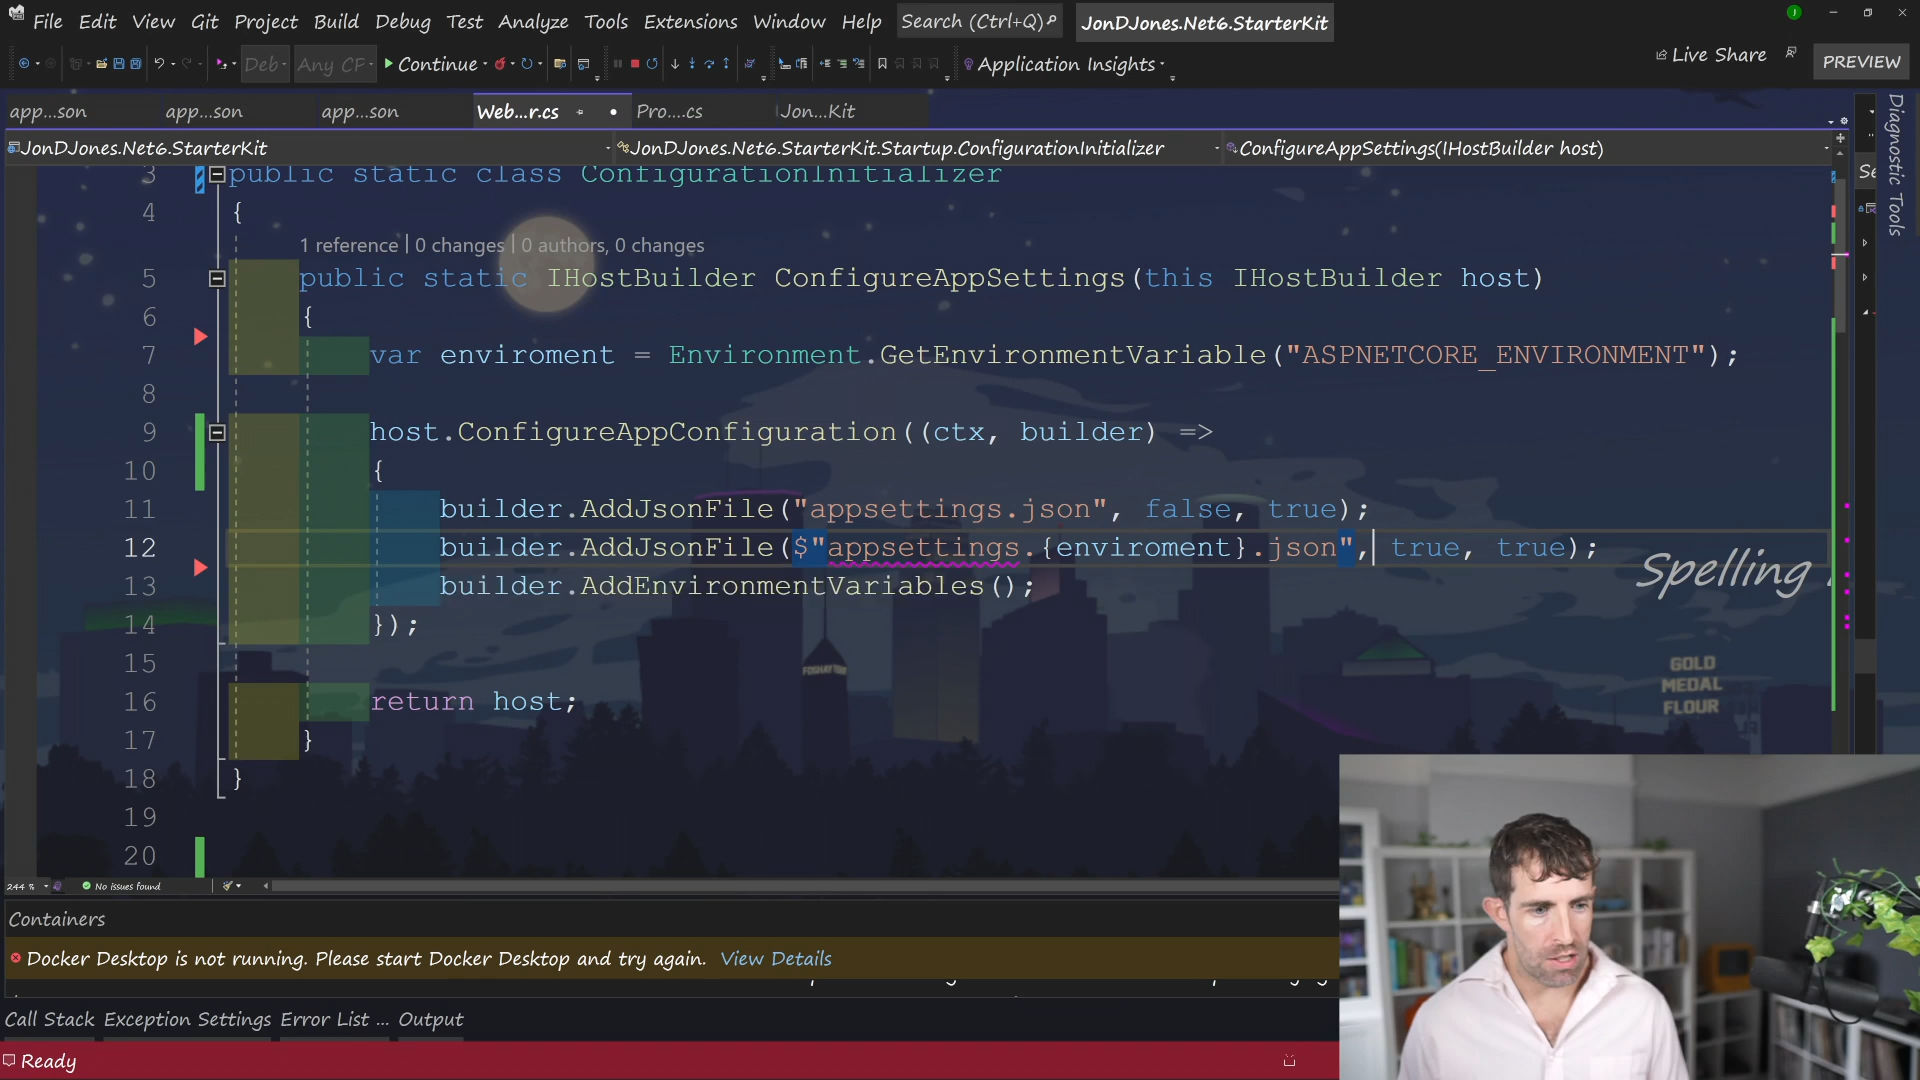 File Edit View Git Project Build Debug Test Analyze Tools Extensions Window Help Search (Ctrl+Q) JonDJones.Net6.StarterKit
Deb Any CF Continue Application Insights Live Share PREVIEW
app...son app...son app...son Web...r.cs Pro....cs Jon...Kit
JonDJones.Net6.StarterKit JonDJones.Net6.StarterKit.Startup.ConfigurationInitializer ConfigureAppSettings(IHostBuilder host)
Diagnostic Tools
Se
3 public static class ConfigurationInitializer
4 {
1 reference | 0 changes | 0 authors, 0 changes
5 public static IHostBuilder ConfigureAppSettings(this IHostBuilder host)
6 {
7 var enviroment = Environment.GetEnvironmentVariable("ASPNETCORE_ENVIRONMENT");
8
9 host.ConfigureAppConfiguration((ctx, builder) =>
10 {
11 builder.AddJsonFile("appsettings.json", false, true);
12 builder.AddJsonFile($"appsettings.{enviroment}.json", true, true);
Spelling
13 builder.AddEnvironmentVariables();
14 });
15
16 return host;
17 }
18 }
19
20
FOSHAY TOWER
GOLD
MEDAL
FLOUR
244 % No issues found
Containers
Docker Desktop is not running. Please start Docker Desktop and try again. View Details
Call Stack Exception Settings Error List ... Output
Ready